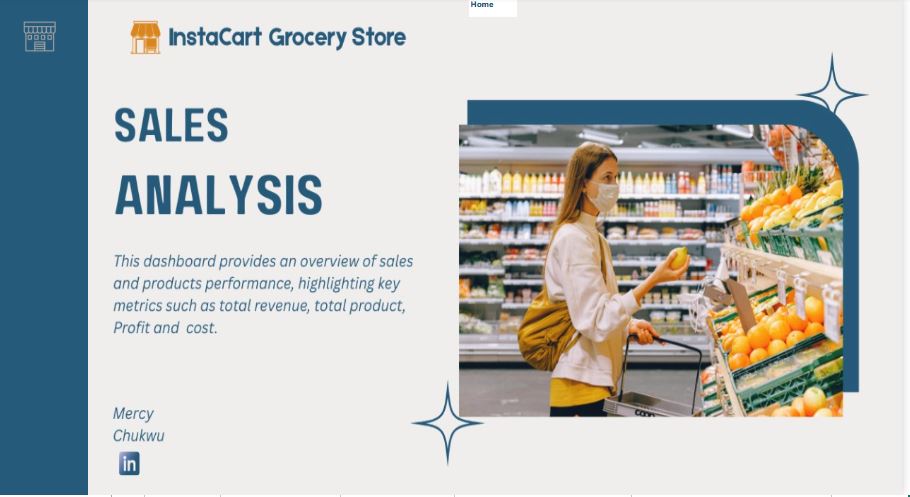 Home
InstaCart Grocery Store
SALES
ANALYSIS
This dashboard provides an overview of sales
and products performance, highlighting key
metrics such as total revenue, total product,
Profit and cost.
Mercy
Chukwu
in